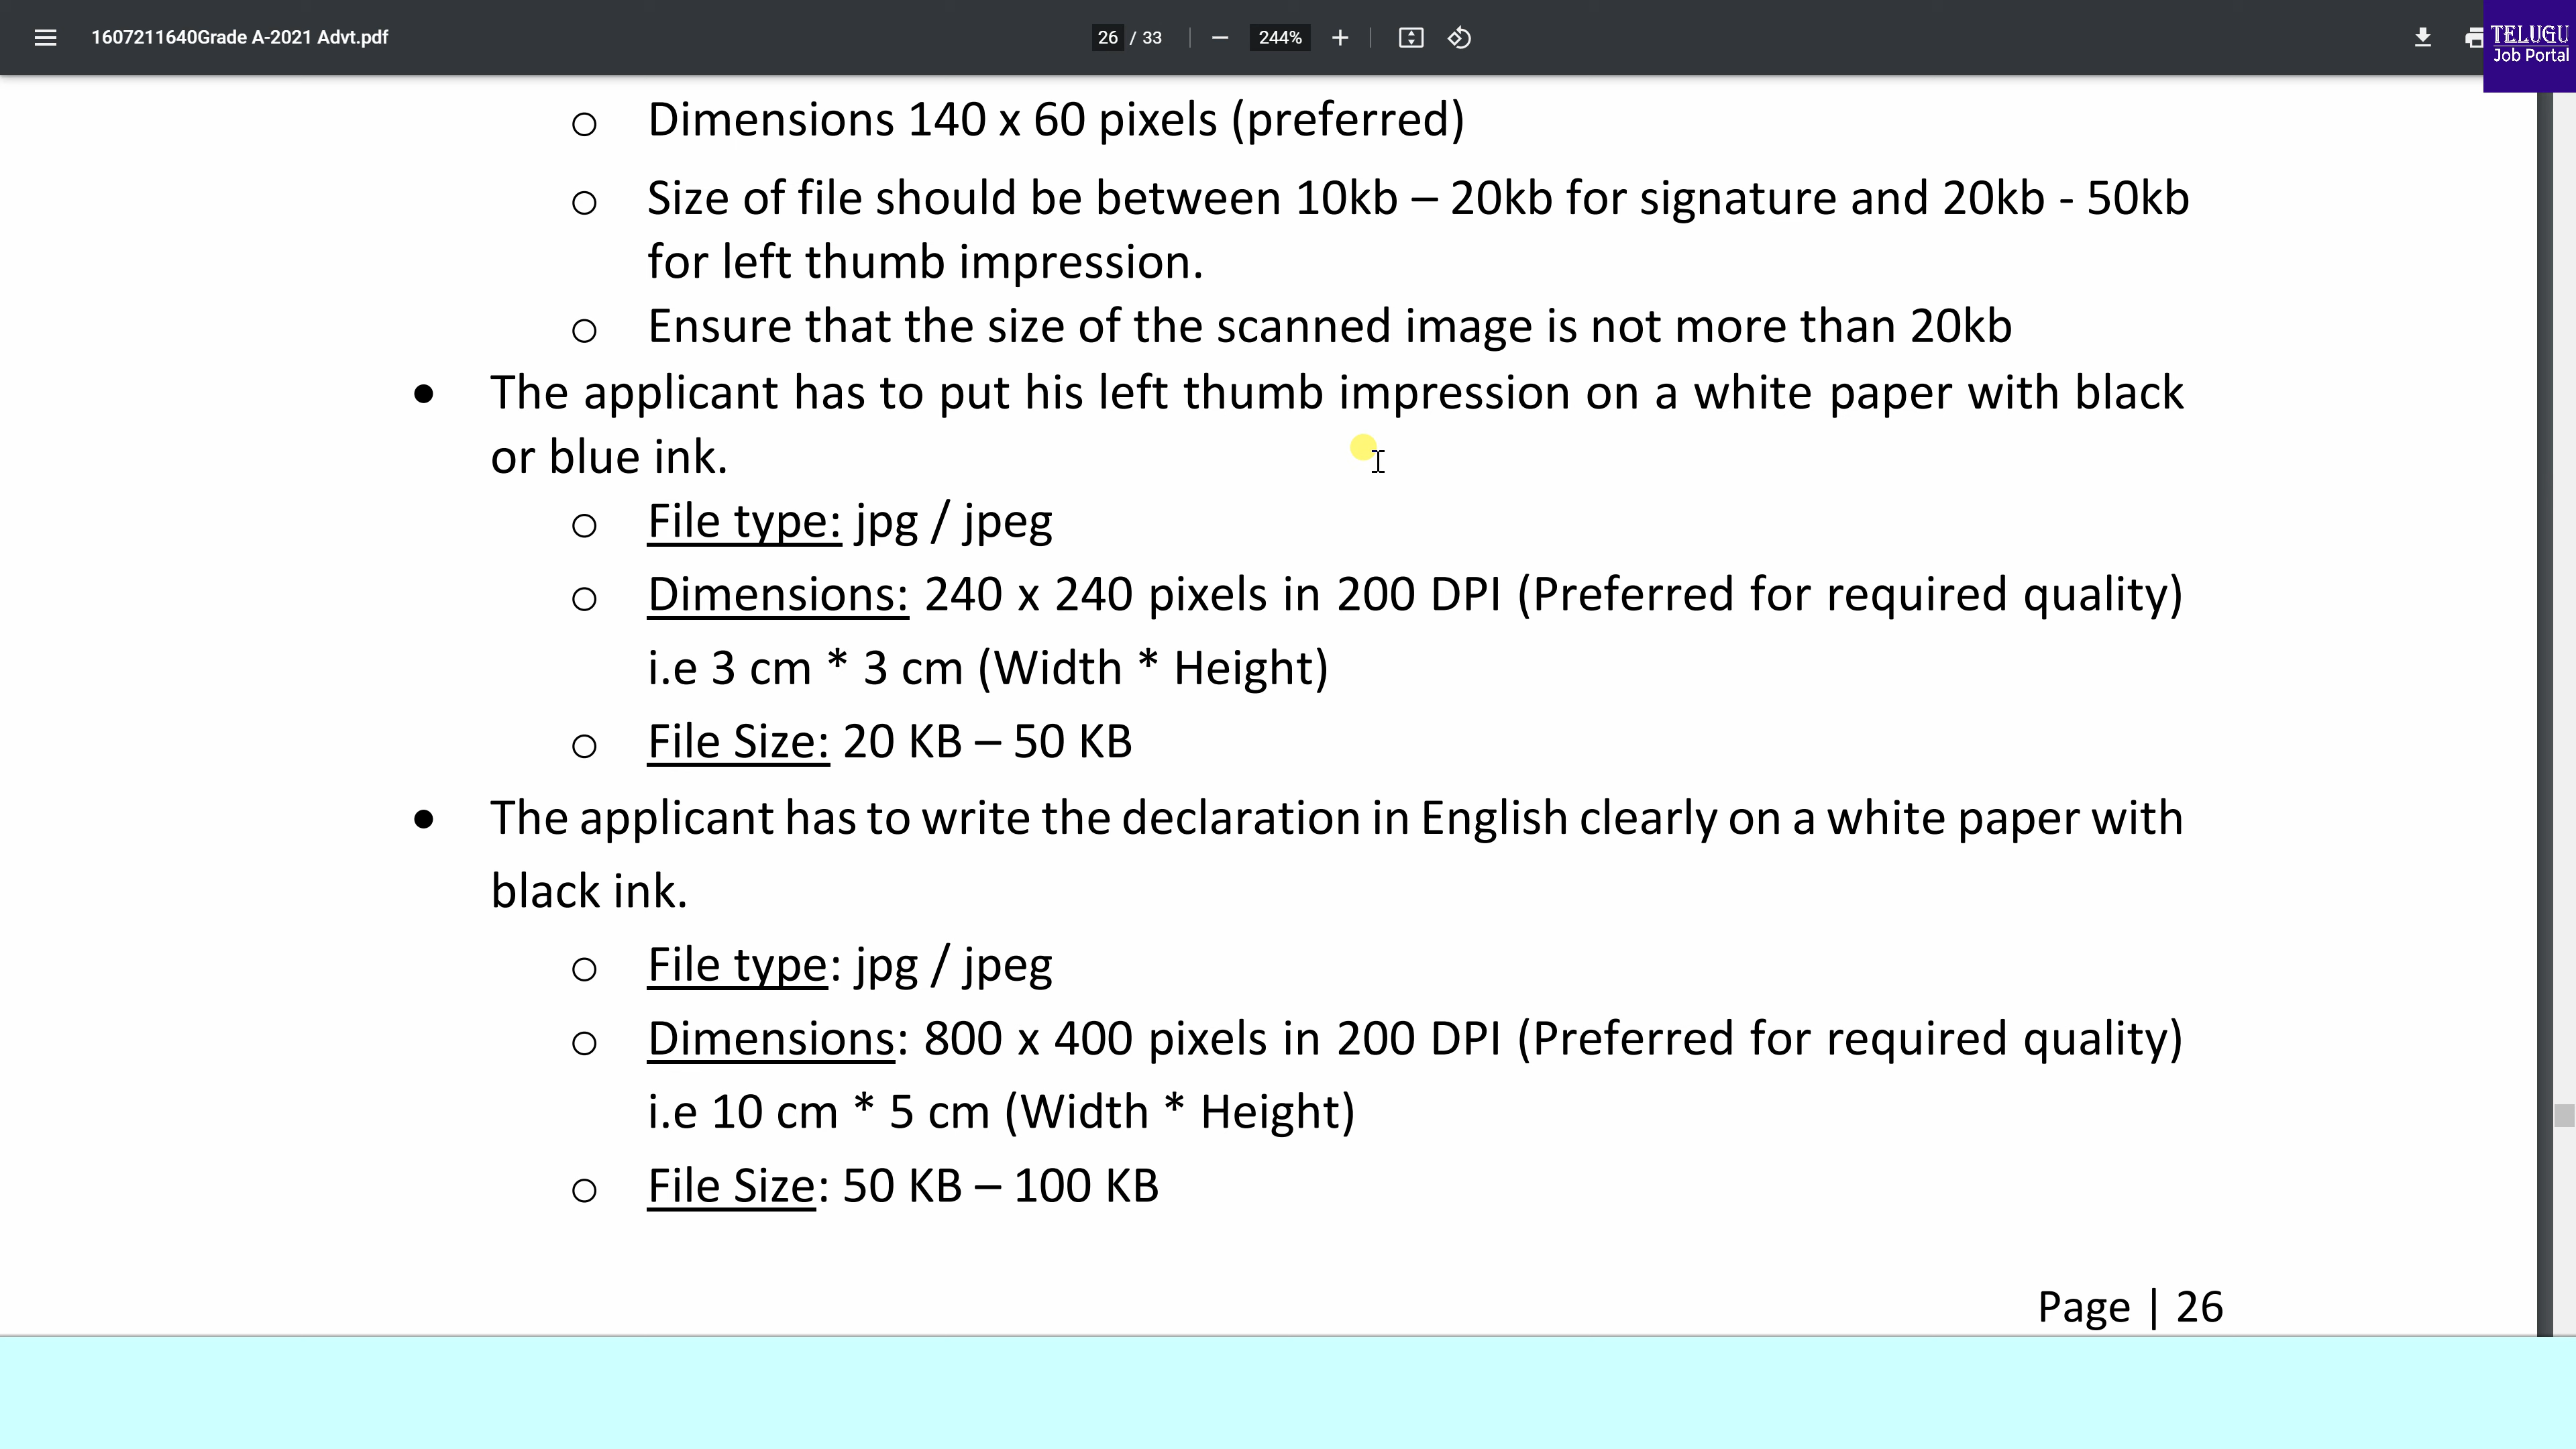 1607211640Grade A-2021 Advt.pdf
26 / 33
244%
TELUGU
Job Portal
o Dimensions 140 x 60 pixels (preferred)
o Size of file should be between 10kb – 20kb for signature and 20kb - 50kb
for left thumb impression.
o Ensure that the size of the scanned image is not more than 20kb
• The applicant has to put his left thumb impression on a white paper with black
or blue ink.
o File type: jpg / jpeg
o Dimensions: 240 x 240 pixels in 200 DPI (Preferred for required quality)
i.e 3 cm * 3 cm (Width * Height)
o File Size: 20 KB – 50 KB
• The applicant has to write the declaration in English clearly on a white paper with
black ink.
o File type: jpg / jpeg
o Dimensions: 800 x 400 pixels in 200 DPI (Preferred for required quality)
i.e 10 cm * 5 cm (Width * Height)
o File Size: 50 KB – 100 KB
Page | 26